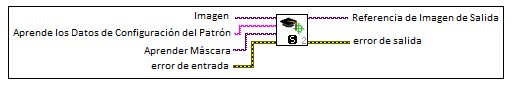 Imagen
Referencia de Imagen de Salida
Aprende los Datos de Configuración del Patrón
Aprender Máscara
error de salida
error de entrada
S 2